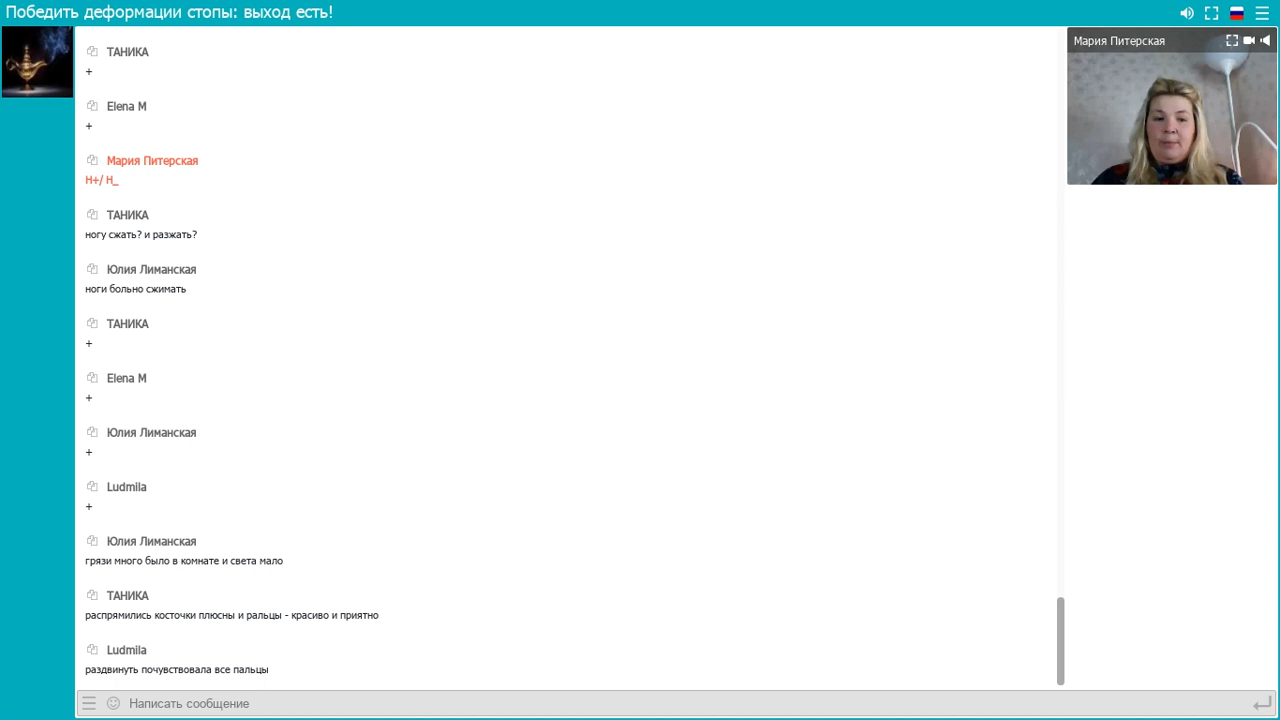 Победить деформации стопы: выход есть!
Мария Питерская
ТАНИКА
+
Elena M
+
Мария Питерская
Н+/ Н_
ТАНИКА
ногу сжать? и разжать?
Юлия Лиманская
ноги больно сжимать
ТАНИКА
+
Elena M
+
Юлия Лиманская
+
Ludmila
+
Юлия Лиманская
грязи много было в комнате и света мало
ТАНИКА
распрямились косточки плюсны и ральцы - красиво и приятно
Ludmila
раздвинуть почувствовала все пальцы
Написать сообщение